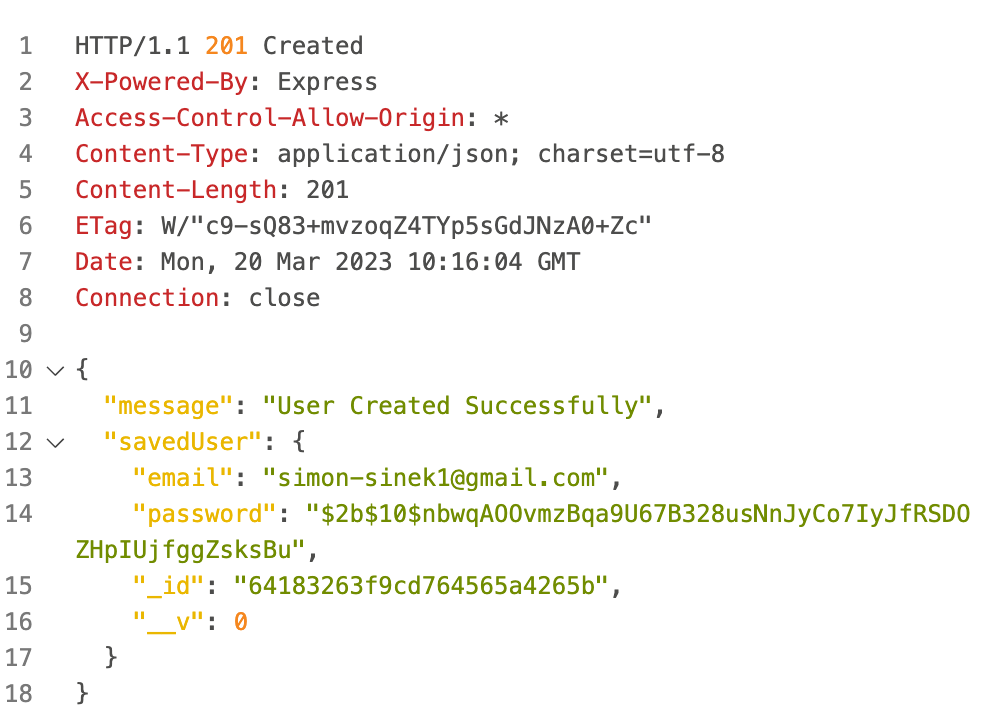 1 HTTP/1.1 201 Created
2 X-Powered-By: Express
3 Access-Control-Allow-Origin: *
4 Content-Type: application/json; charset=utf-8
5 Content-Length: 201
6 ETag: W/"c9-sQ83+mvzoqZ4TYp5sGdJNzA0+Zc"
7 Date: Mon, 20 Mar 2023 10:16:04 GMT
8 Connection: close
9
10 {
11 "message": "User Created Successfully",
12 "savedUser": {
13 "email": "simon-sinek1@gmail.com",
14 "password": "$2b$10$nbwqAOOvmzBqa9U67B328usNnJyCo7IyJfRSDO
ZHpIUjfggZsksBu",
15 "_id": "64183263f9cd764565a4265b",
16 "__v": 0
17 }
18 }